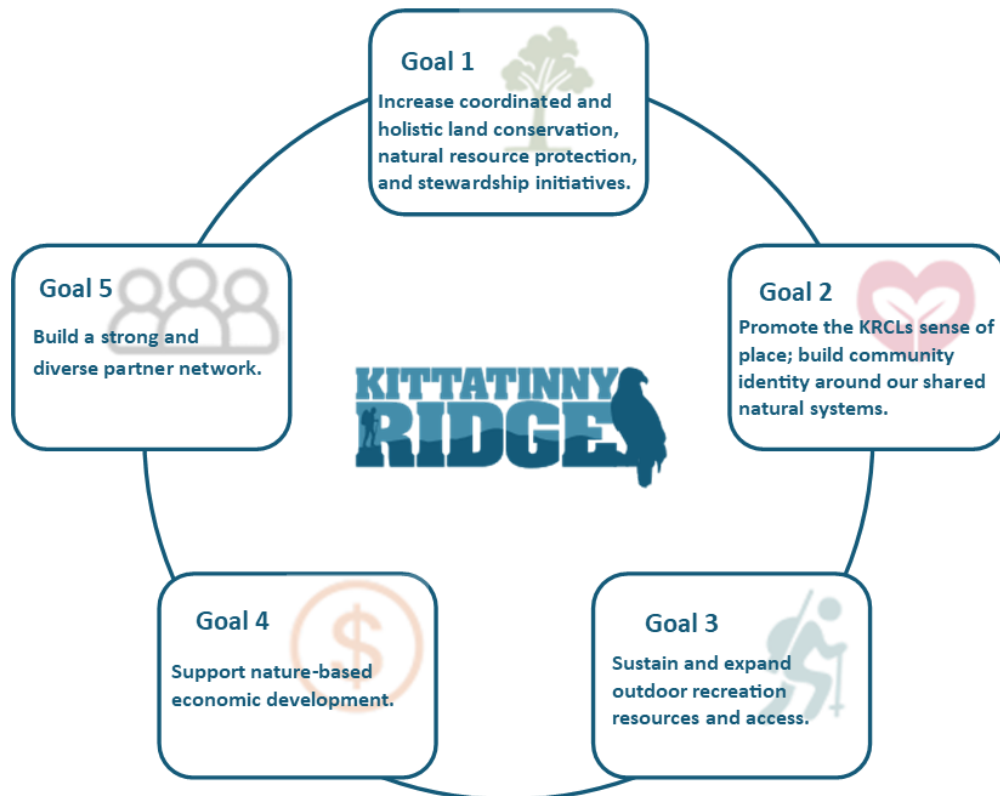 Goal 1
Increase coordinated and
holistic land conservation,
natural resource protection,
and stewardship initiatives.
Goal 2
Promote the KRCLs sense of
place; build community
identity around our shared
natural systems.
Goal 3
Sustain and expand
outdoor recreation
resources and access.
Goal 4
Support nature-based
economic development.
Goal 5
Build a strong and
diverse partner network.
KITTATINNY
RIDGE
$